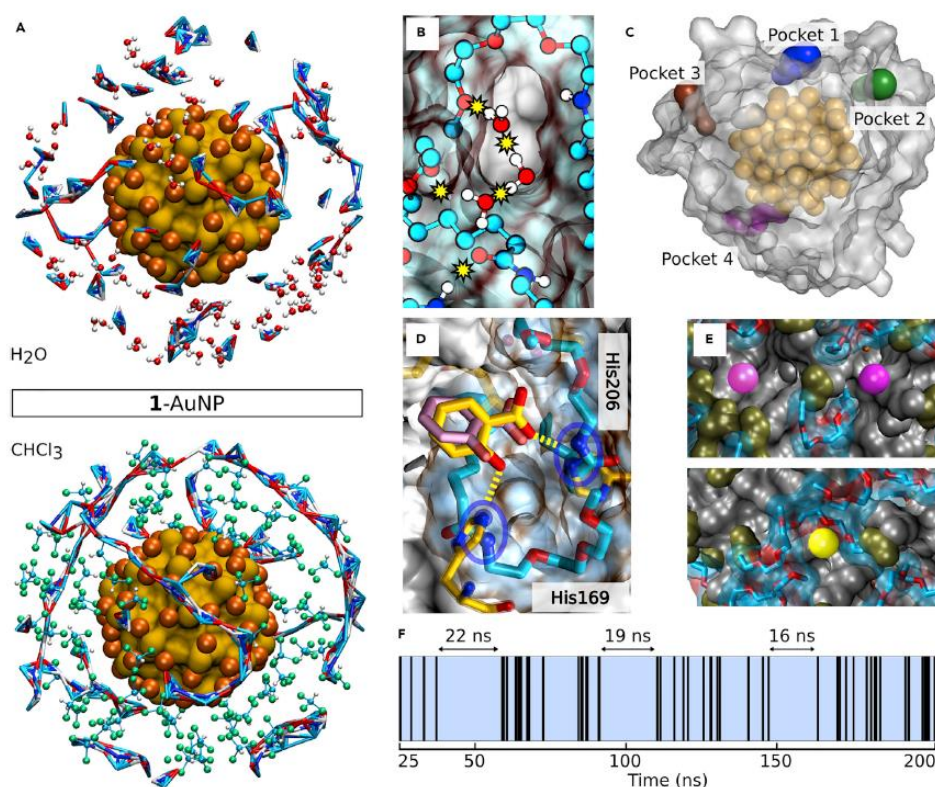 A
H2O
1-AuNP
CHCl3
B
C
Pocket 1
Pocket 3
Pocket 2
Pocket 4
D
His206
His169
E
F
22 ns
19 ns
16 ns
25
50
100
150
200
Time (ns)